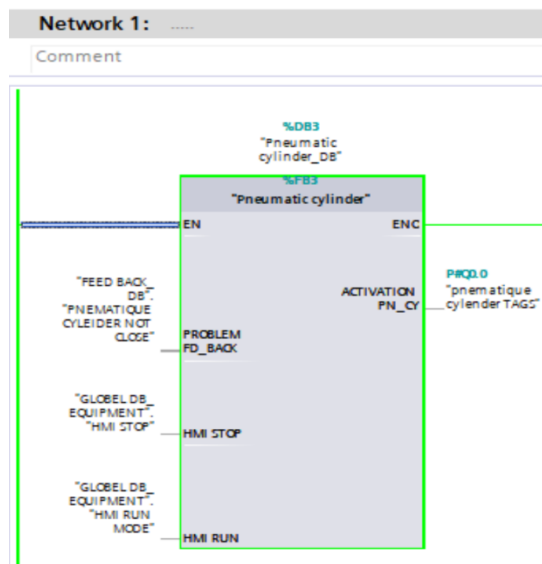 Network 1: .....
Comment
%DB3
"Pneumatic
cylinder_DB"
%FB3
"Pneumatic cylinder"
EN
ENO
"FEED BACK_
DB".
"PNEMATIQUE
CYLEIDER NOT
CLOSE"
PROBLEM
FD_BACK
ACTIVATION
PN_CY
P#Q0.0
"pnematique
cylender TAGS"
"GLOBEL DB_
EQUIPMENT".
"HMI STOP"
HMI STOP
"GLOBEL DB_
EQUIPMENT".
"HMI RUN
MODE"
HMI RUN